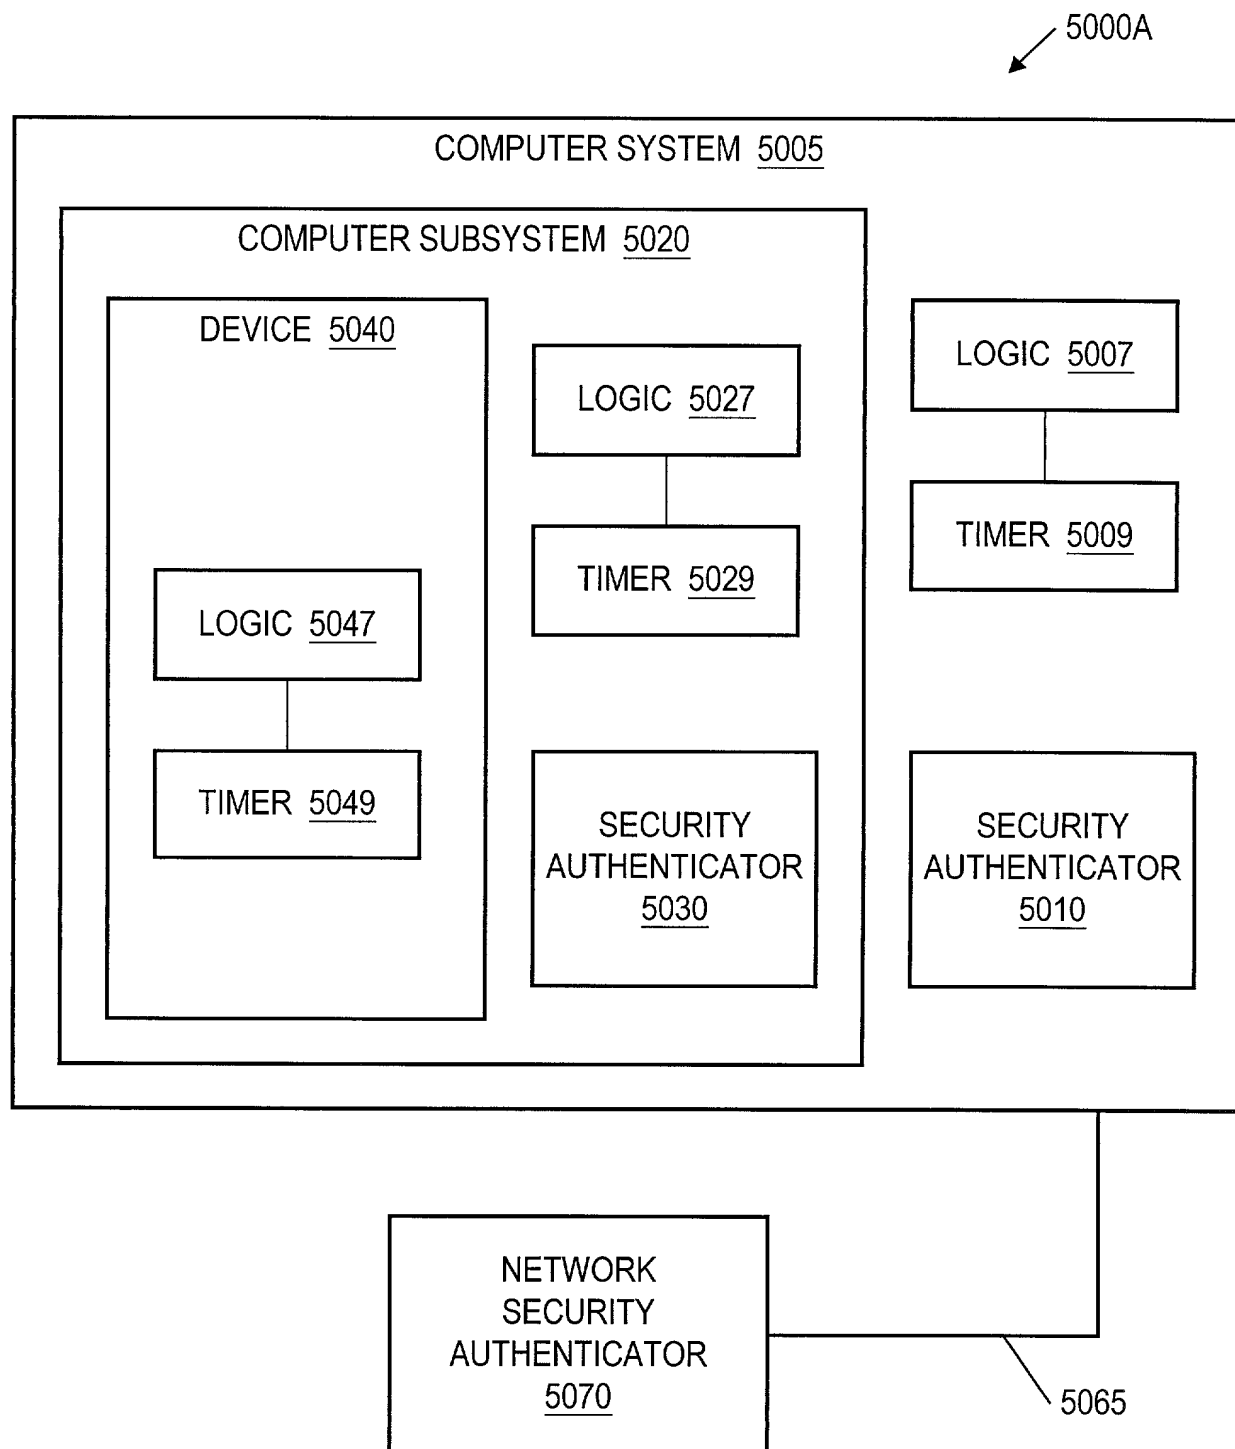 5000A
COMPUTER SYSTEM 5005
COMPUTER SUBSYSTEM 5020
DEVICE 5040
LOGIC 5047
TIMER 5049
LOGIC 5027
TIMER 5029
SECURITY
AUTHENTICATOR
5030
LOGIC 5007
TIMER 5009
SECURITY
AUTHENTICATOR
5010
NETWORK
SECURITY
AUTHENTICATOR
5070
5065